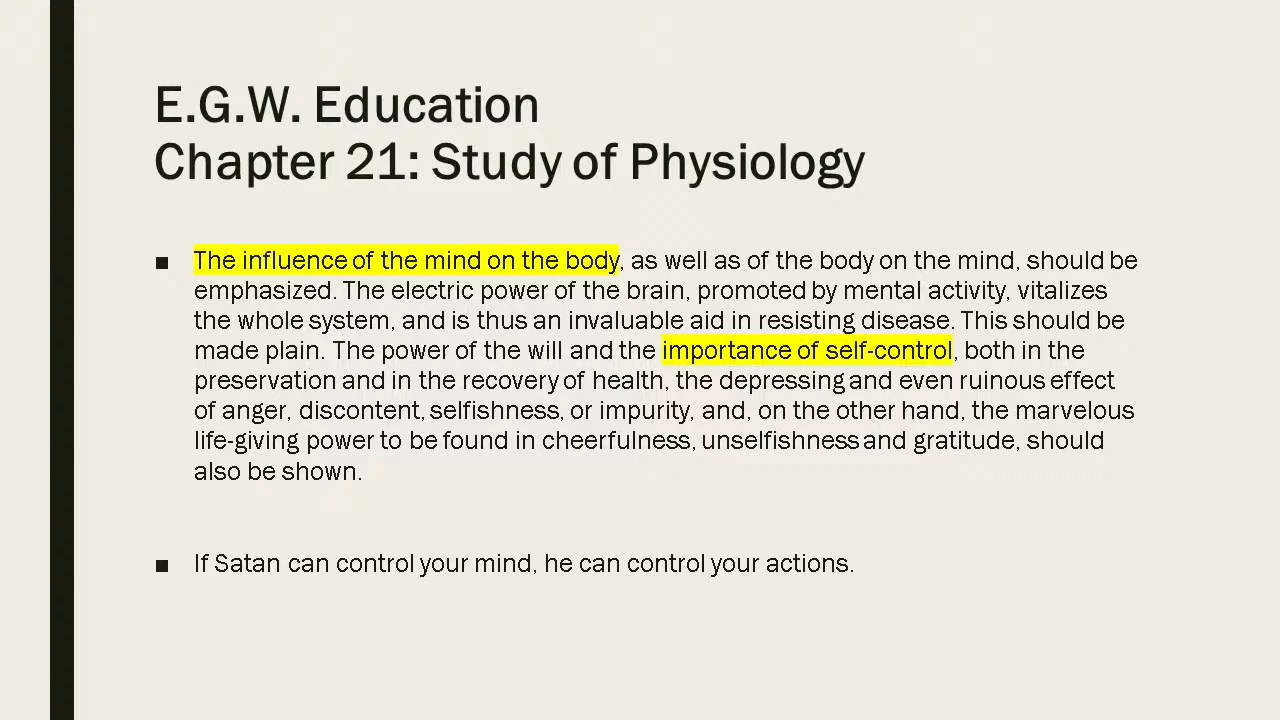 E.G.W. Education
Chapter 21: Study of Physiology
■ The influence of the mind on the body, as well as of the body on the mind, should be
emphasized. The electric power of the brain, promoted by mental activity, vitalizes
the whole system, and is thus an invaluable aid in resisting disease. This should be
made plain. The power of the will and the importance of self-control, both in the
preservation and in the recovery of health, the depressing and even ruinous effect
of anger, discontent, selfishness, or impurity, and, on the other hand, the marvelous
life-giving power to be found in cheerfulness, unselfishness and gratitude, should
also be shown.
■ If Satan can control your mind, he can control your actions.